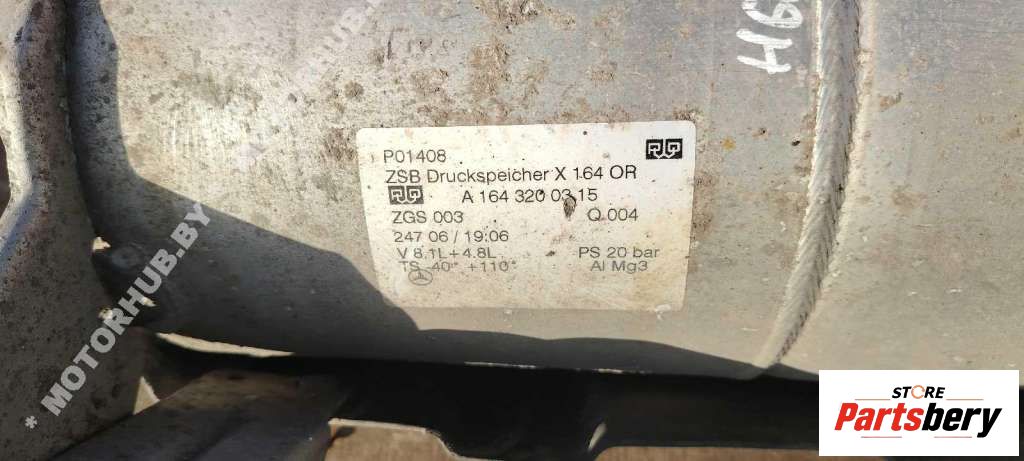 P01408
ZSB Druckspeicher X 164 OR
A 164 320 03 15
ZGS 003 Q 004
247 06 / 19:06
V 8.1L+4.8L PS 20 bar
TS -40° +110° Al Mg3
* MOTORHUB.BY
STORE
Partsbery